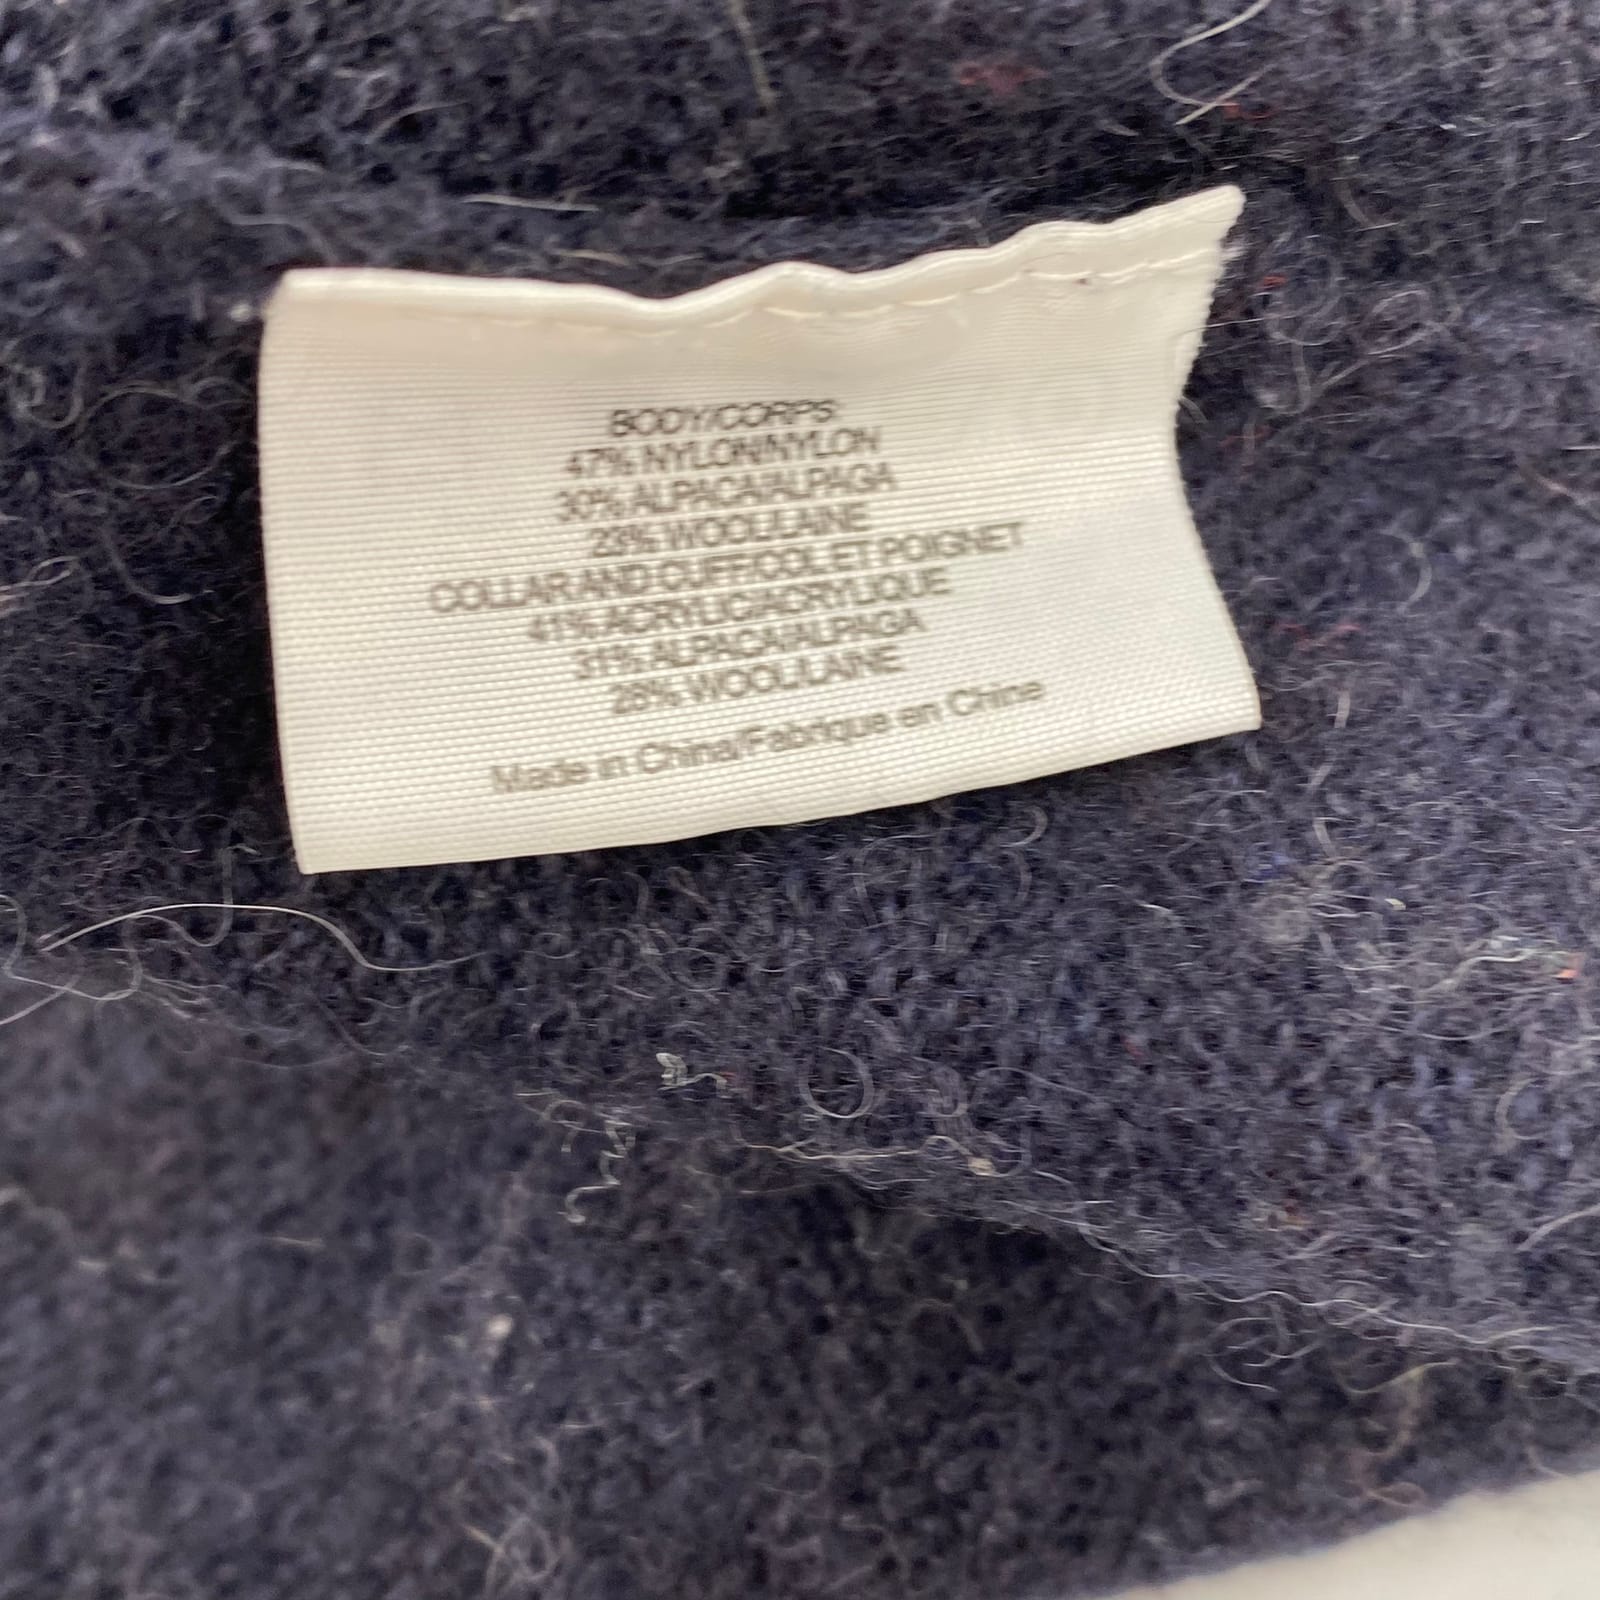 BODY/CORPS
47% NYLON/NYLON
30% ALPACA/ALPAGA
23% WOOL/LAINE
COLLAR AND CUFF/COL ET POIGNET
41% ACRYLIC/ACRYLIQUE
31% ALPACA/ALPAGA
28% WOOL/LAINE
Made in China/Fabrique en Chine